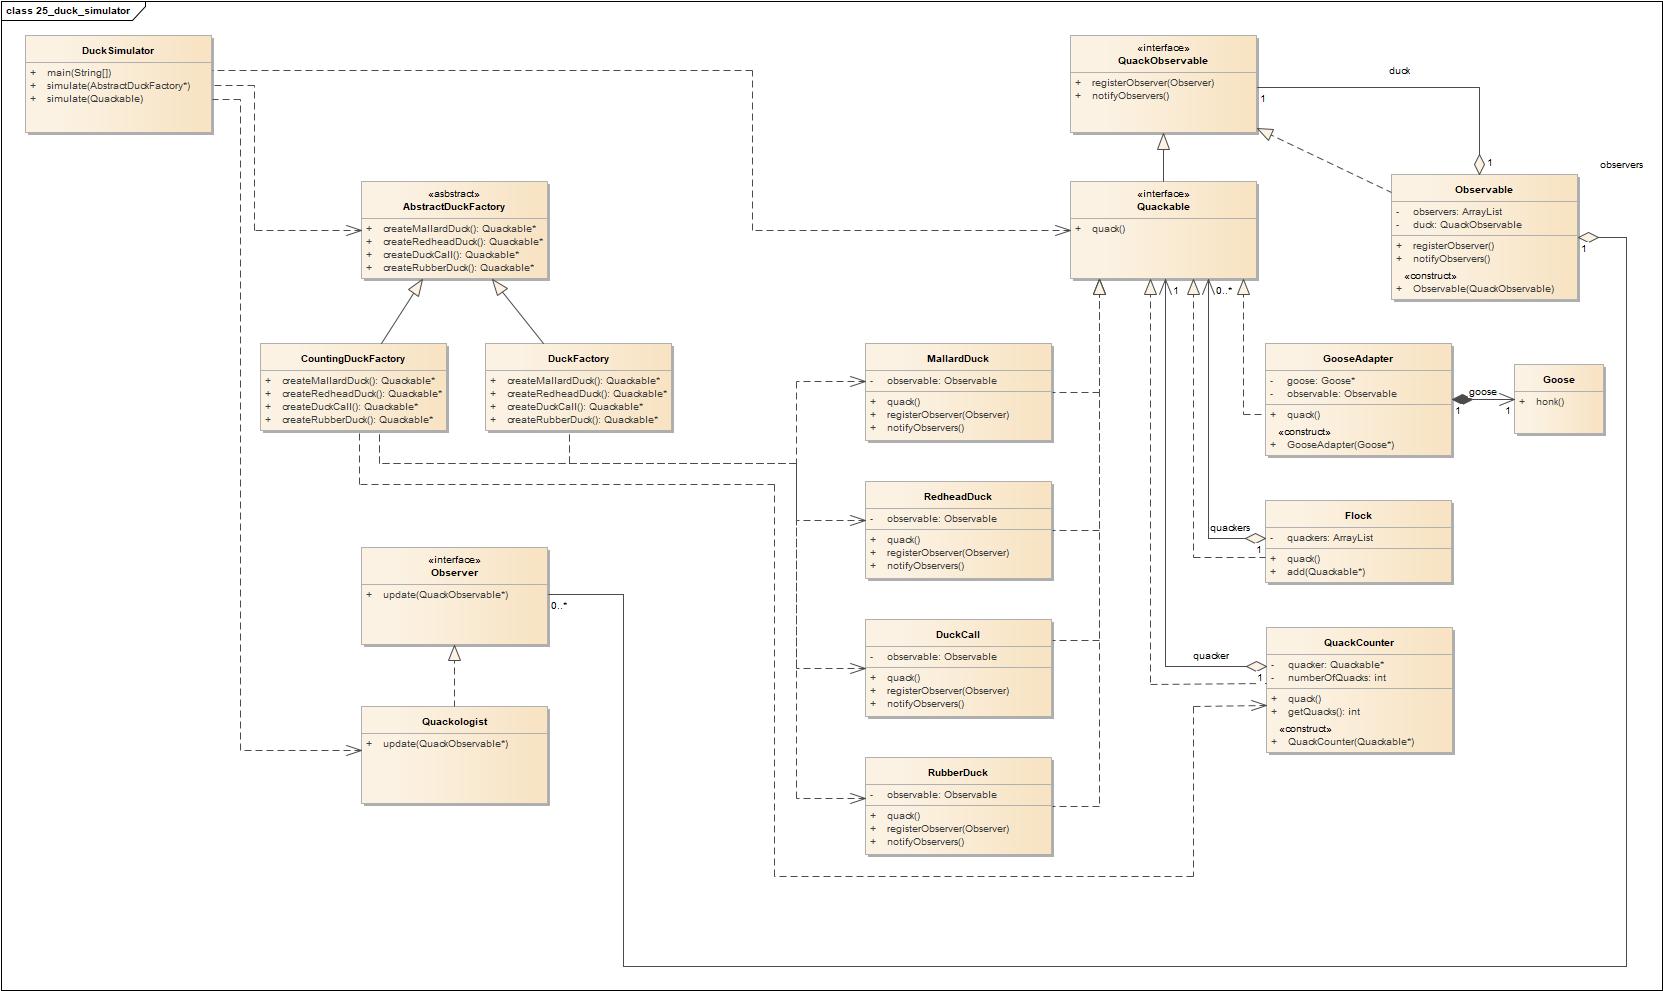 class 25_duck_simulator
DuckSimulator
+ main(String[])
+ simulate(AbstractDuckFactory*)
+ simulate(Quackable)
«interface»
QuackObservable
+ registerObserver(Observer)
+ notifyObservers()
duck
1
1
observers
«asbstract»
AbstractDuckFactory
+ createMallardDuck(): Quackable*
+ createRedheadDuck(): Quackable*
+ createDuckCall(): Quackable*
+ createRubberDuck(): Quackable*
«interface»
Quackable
+ quack()
Observable
- observers: ArrayList
- duck: QuackObservable
+ registerObserver()
+ notifyObservers()
«construct»
+ Observable(QuackObservable)
1
1
0..*
CountingDuckFactory
+ createMallardDuck(): Quackable*
+ createRedheadDuck(): Quackable*
+ createDuckCall(): Quackable*
+ createRubberDuck(): Quackable*
DuckFactory
+ createMallardDuck(): Quackable*
+ createRedheadDuck(): Quackable*
+ createDuckCall(): Quackable*
+ createRubberDuck(): Quackable*
MallardDuck
- observable: Observable
+ quack()
+ registerObserver(Observer)
+ notifyObservers()
GooseAdapter
- goose: Goose*
- observable: Observable
+ quack()
«construct»
+ GooseAdapter(Goose*)
goose
1
1
Goose
+ honk()
RedheadDuck
- observable: Observable
+ quack()
+ registerObserver(Observer)
+ notifyObservers()
quackers
1
Flock
- quackers: ArrayList
+ quack()
+ add(Quackable*)
«interface»
Observer
+ update(QuackObservable*)
0..*
DuckCall
- observable: Observable
+ quack()
+ registerObserver(Observer)
+ notifyObservers()
quacker
1
QuackCounter
- quacker: Quackable*
- numberOfQuacks: int
+ quack()
+ getQuacks(): int
«construct»
+ QuackCounter(Quackable*)
Quackologist
+ update(QuackObservable*)
RubberDuck
- observable: Observable
+ quack()
+ registerObserver(Observer)
+ notifyObservers()